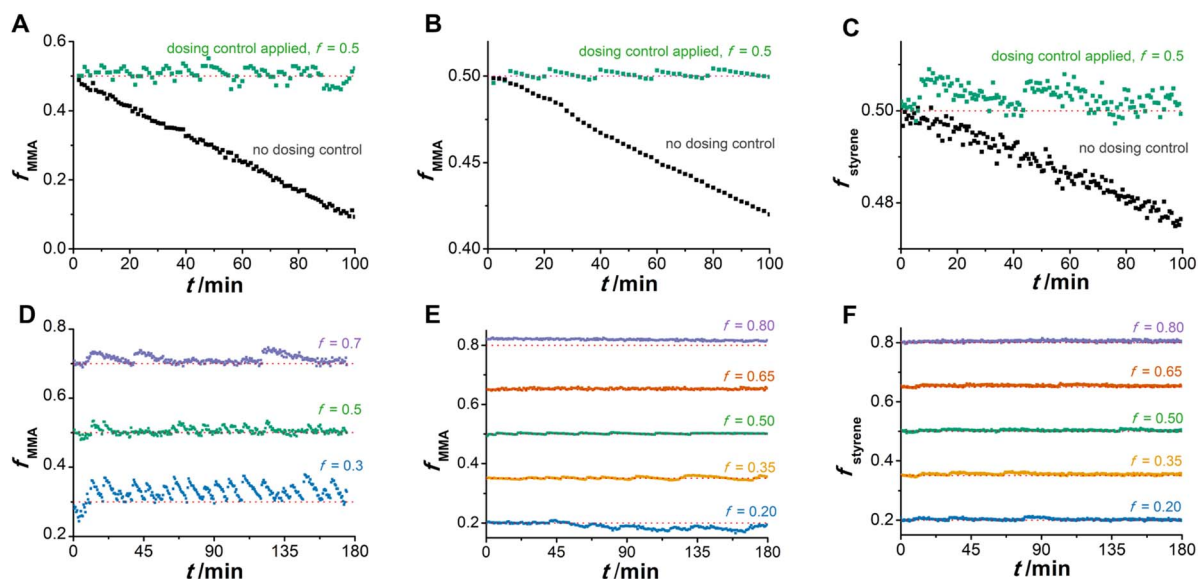 A
dosing control applied, f = 0.5
no dosing control
f MMA
0.6
0.4
0.2
0.0
0 20 40 60 80 100
t /min
B
dosing control applied, f = 0.5
no dosing control
f MMA
0.50
0.45
0.40
0 20 40 60 80 100
t /min
C
dosing control applied, f = 0.5
no dosing control
f styrene
0.50
0.48
0 20 40 60 80 100
t /min
D
f = 0.7
f = 0.5
f = 0.3
f MMA
0.8
0.6
0.4
0.2
0 45 90 135 180
t /min
E
f = 0.80
f = 0.65
f = 0.50
f = 0.35
f = 0.20
f MMA
0.8
0.6
0.4
0.2
0 45 90 135 180
t /min
F
f = 0.80
f = 0.65
f = 0.50
f = 0.35
f = 0.20
f styrene
0.8
0.6
0.4
0.2
0 45 90 135 180
t /min